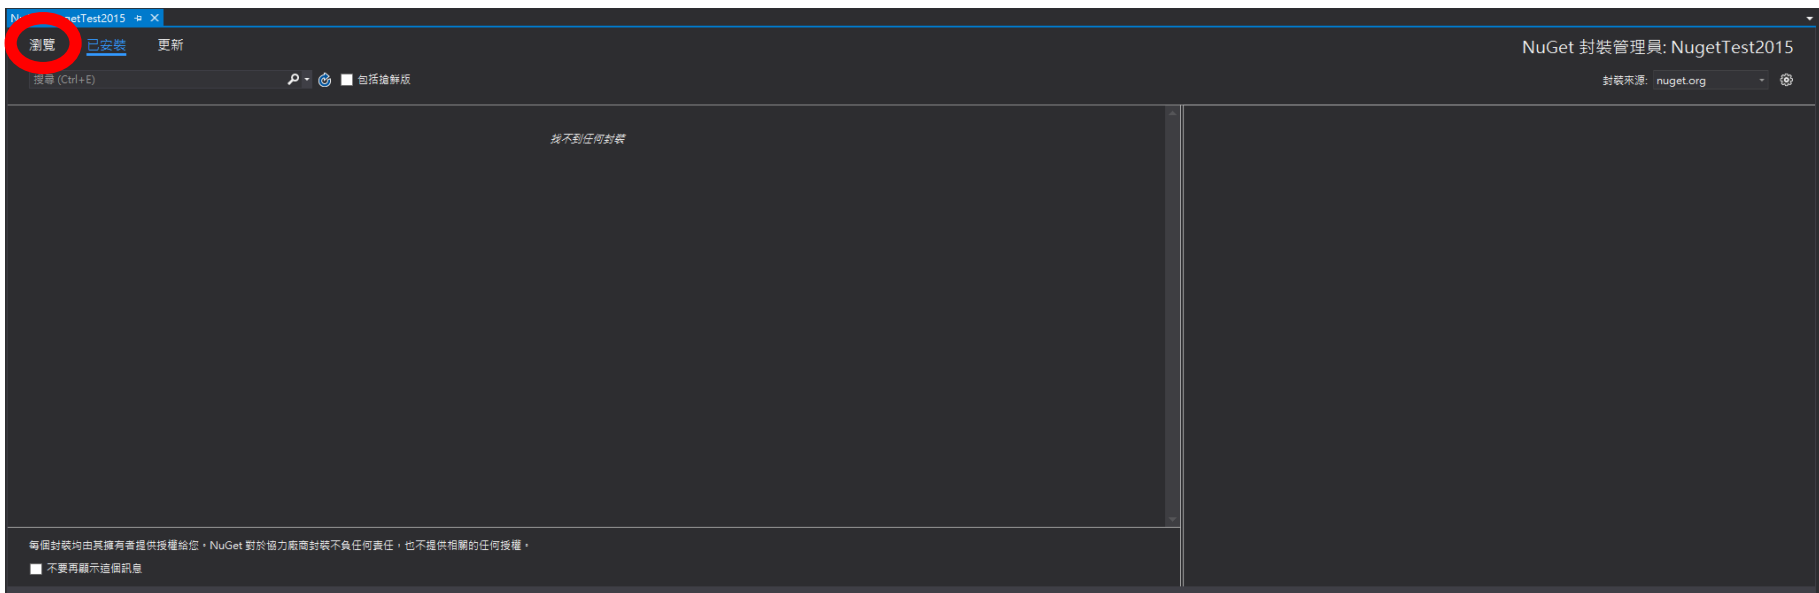 getTest2015
瀏覽 已安裝 更新
NuGet 封裝管理員: NugetTest2015
搜尋 (Ctrl+E)
包括搶鮮版
封裝來源: nuget.org
找不到任何封裝
每個封裝均由其擁有者提供授權給您。NuGet 對於協力廠商封裝不負任何責任，也不提供相關的任何授權。
不要再顯示這個訊息